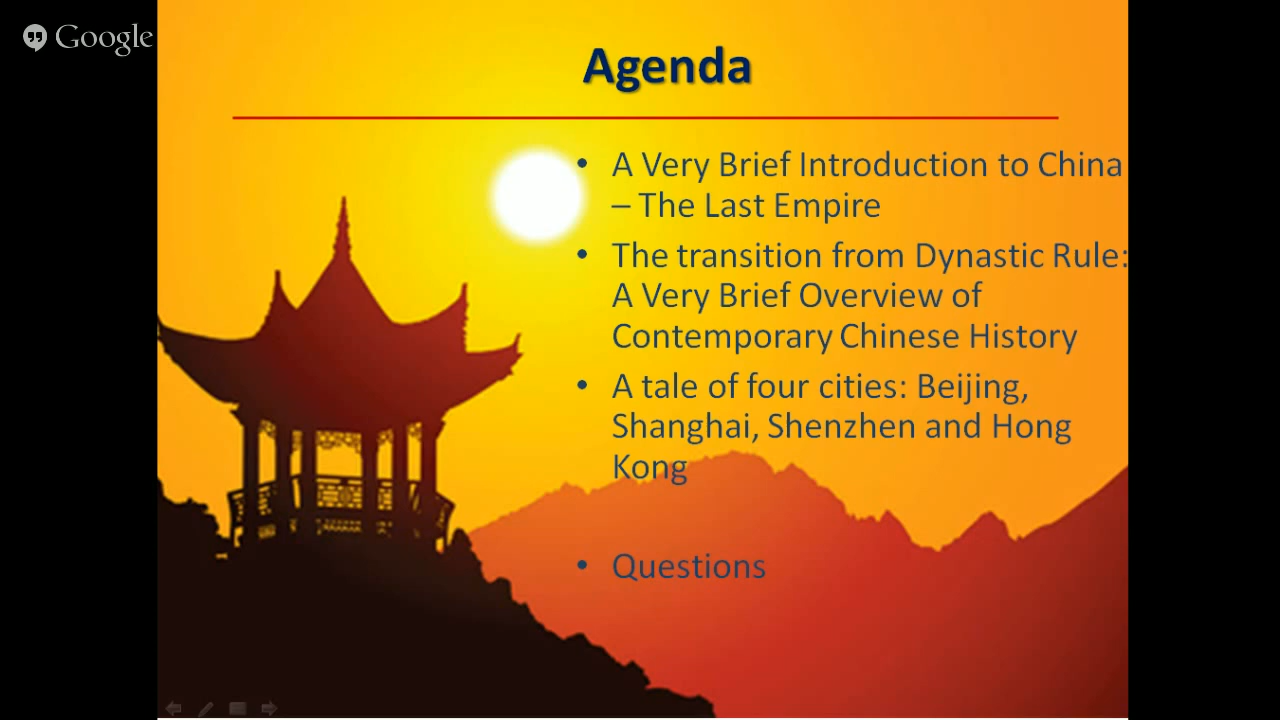 Google
Agenda
• A Very Brief Introduction to China
– The Last Empire
• The transition from Dynastic Rule:
A Very Brief Overview of
Contemporary Chinese History
• A tale of four cities: Beijing,
Shanghai, Shenzhen and Hong
Kong
• Questions